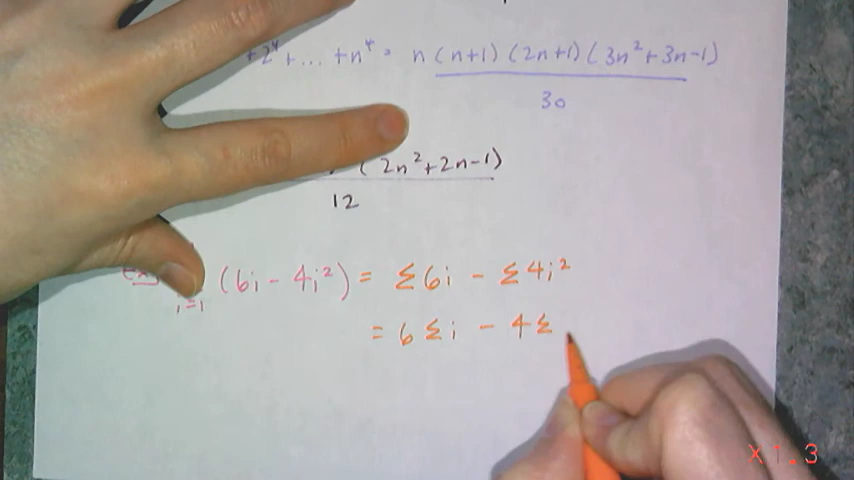 +2⁴+...+n⁴ = n(n+1)(2n+1)(3n²+3n-1)
30
(2n²+2n-1)
12
i=1 (6i - 4i²) = Σ6i - Σ4i²
= 6Σi - 4Σ
x1.3